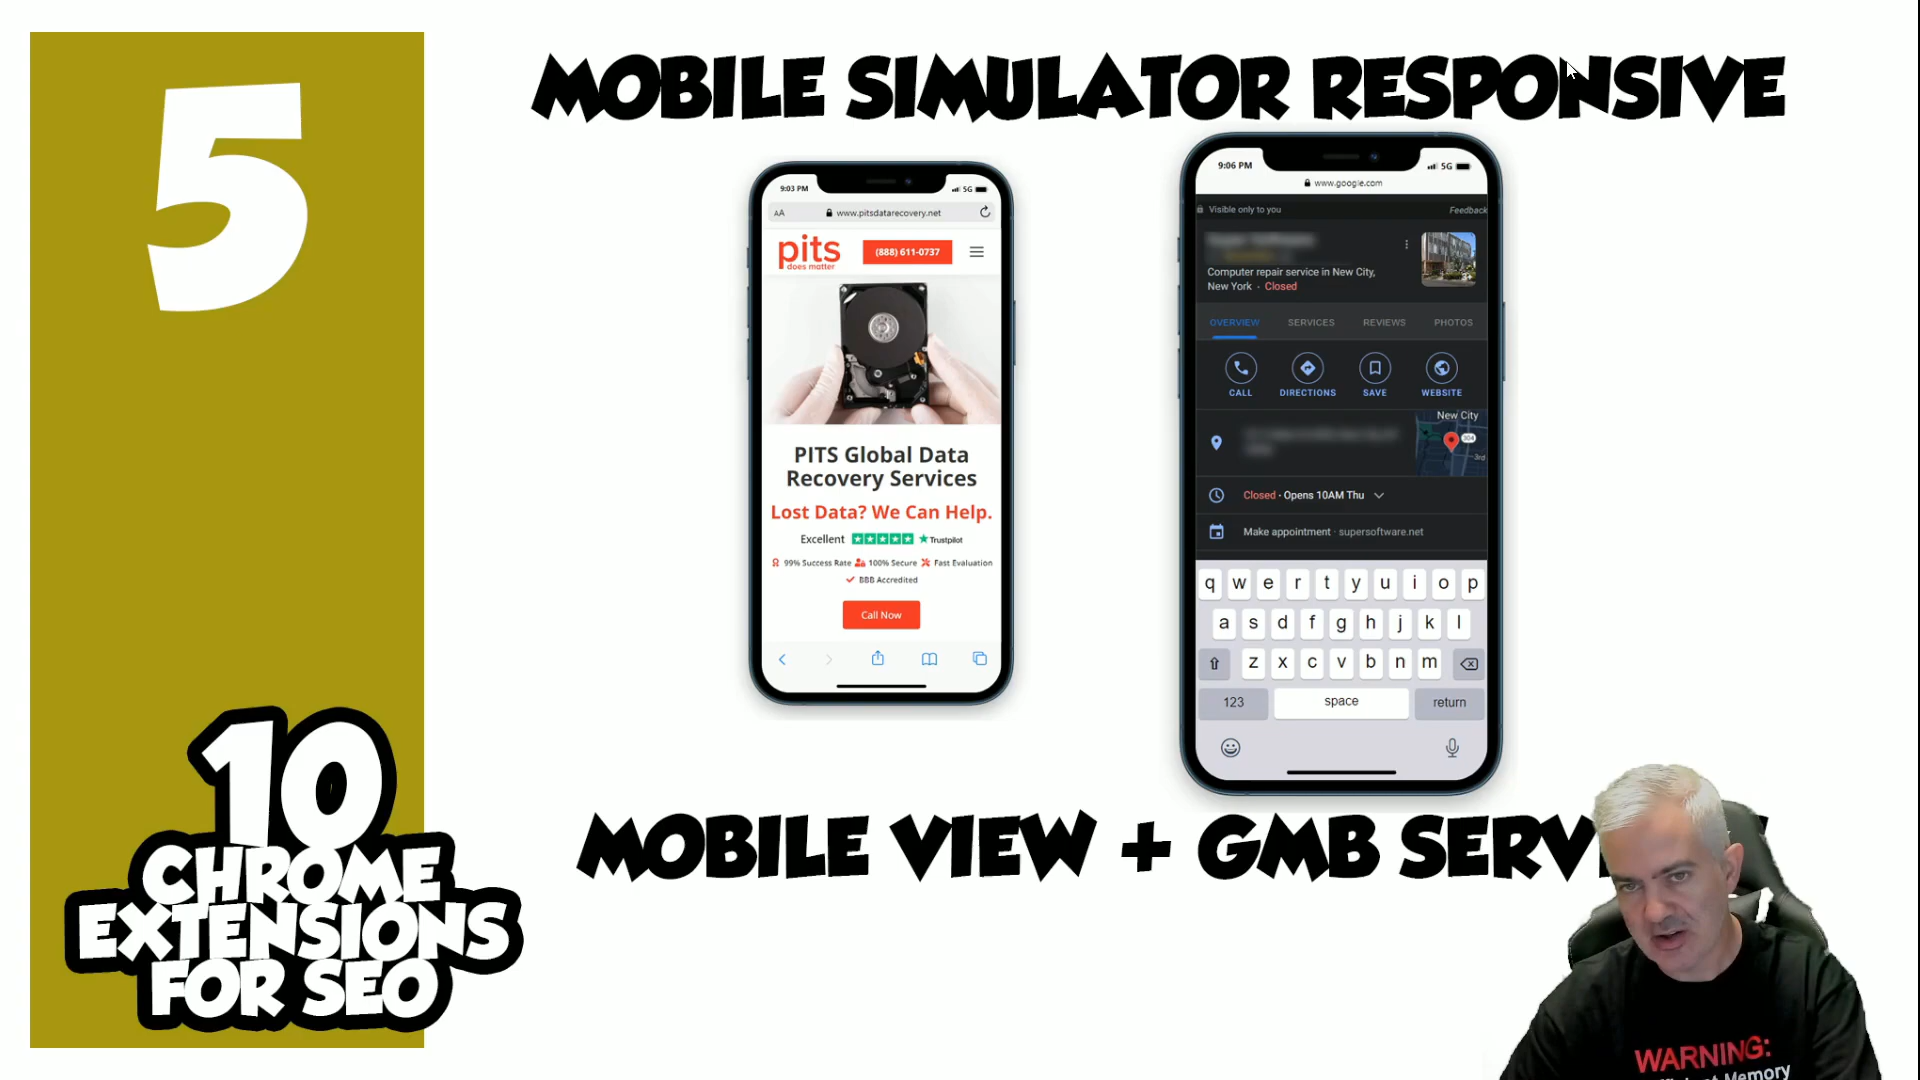 5
MOBILE SIMULATOR RESPONSIVE
9:03 PM
5G
AA
www.pitsdatarecovery.net
pits
does matter
(888) 611-0737
PITS Global Data
Recovery Services
Lost Data? We Can Help.
Excellent
Trustpilot
99% Success Rate 100% Secure Fast Evaluation
BBB Accredited
Call Now
9:06 PM
5G
www.google.com
Visible only to you
Feedback
Computer repair service in New City,
New York · Closed
OVERVIEW SERVICES REVIEWS PHOTOS
CALL DIRECTIONS SAVE WEBSITE
New City
304
3rd
Closed · Opens 10AM Thu
Make appointment · supersoftware.net
q w e r t y u i o p
a s d f g h j k l
z x c v b n m
123 space return
MOBILE VIEW + GMB SERV
10
CHROME
EXTENSIONS
FOR SEO
WARNING:
Memory